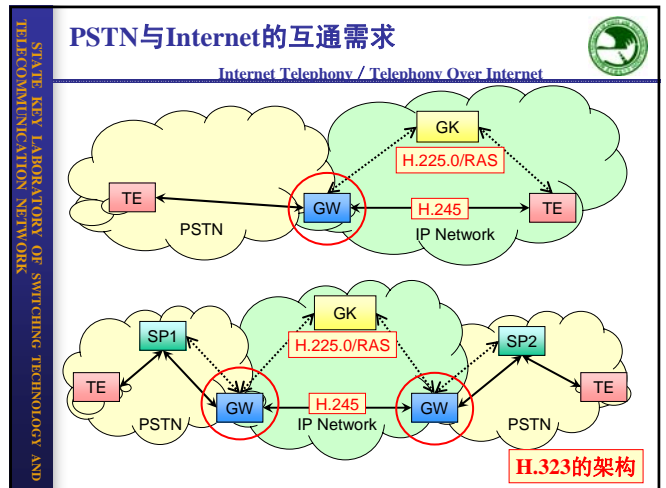 PSTN与Internet的互通需求
Internet Telephony / Telephony Over Internet
STATE KEY LABORATORY OF SWITCHING TECHNOLOGY AND
TELECOMMUNICATION NETWORK
GK
H.225.0/RAS
TE
GW
H.245
TE
PSTN
IP Network
GK
SP1
H.225.0/RAS
SP2
TE
GW
H.245
GW
TE
PSTN
IP Network
PSTN
H.323的架构